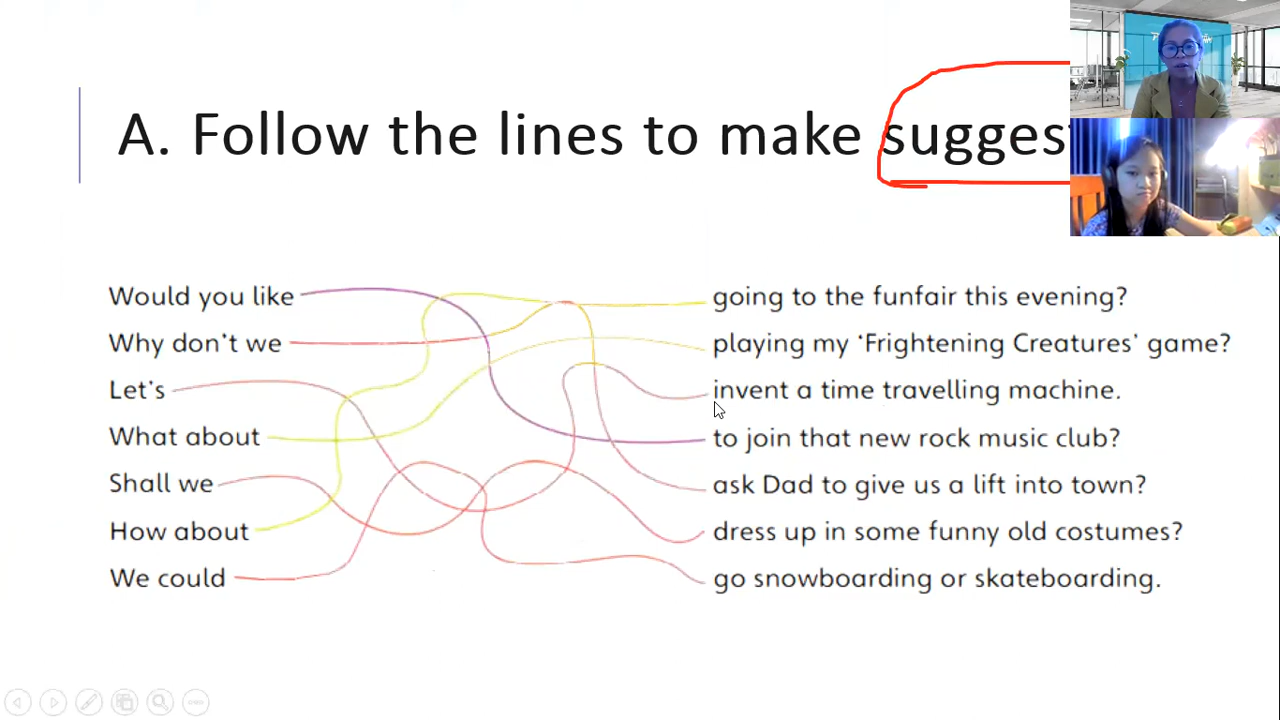 A. Follow the lines to make sugges
Would you like
Why don't we
Let's
What about
Shall we
How about
We could
going to the funfair this evening?
playing my 'Frightening Creatures' game?
invent a time travelling machine.
to join that new rock music club?
ask Dad to give us a lift into town?
dress up in some funny old costumes?
go snowboarding or skateboarding.